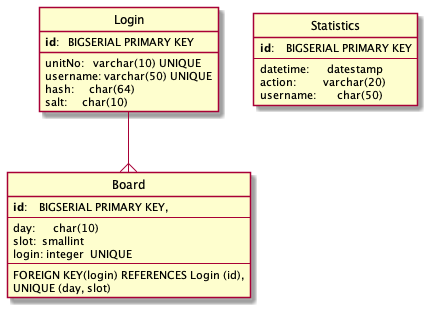 Login
id: BIGSERIAL PRIMARY KEY
unitNo: varchar(10) UNIQUE
username: varchar(50) UNIQUE
hash: char(64)
salt: char(10)
Statistics
id: BIGSERIAL PRIMARY KEY
datetime: datestamp
action: varchar(20)
username: char(50)
Board
id: BIGSERIAL PRIMARY KEY,
day: char(10)
slot: smallint
login: integer UNIQUE
FOREIGN KEY(login) REFERENCES Login (id),
UNIQUE (day, slot)